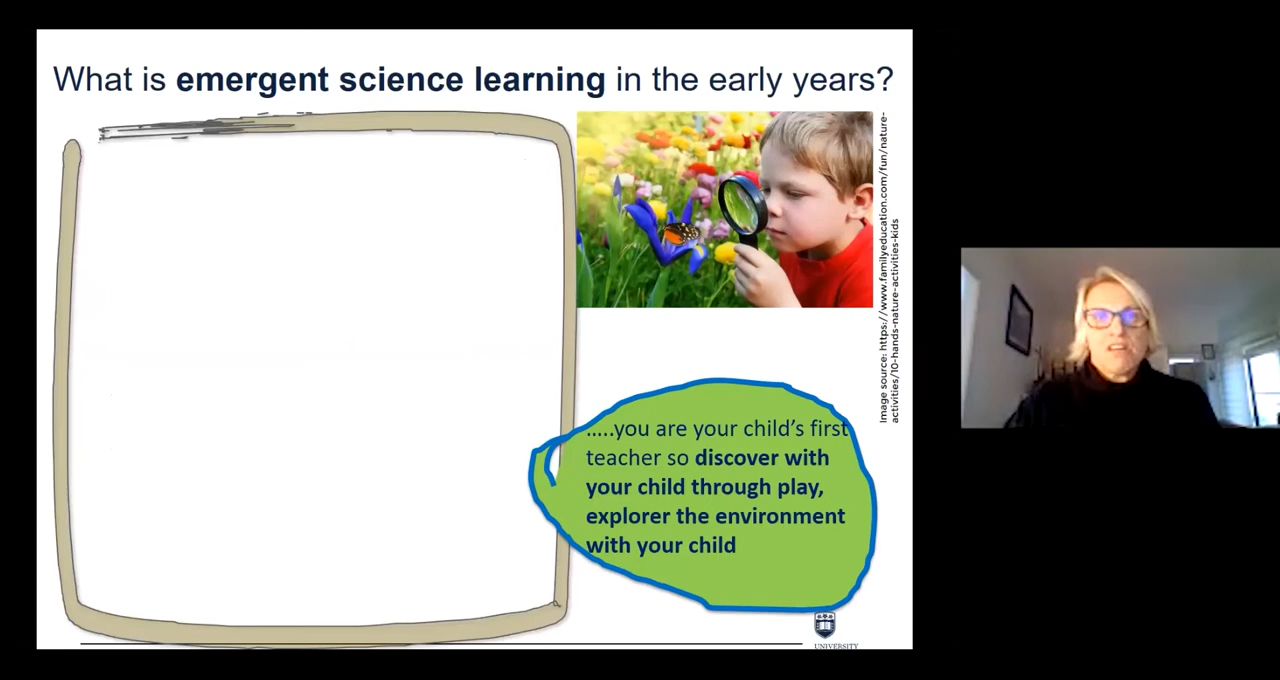 What is emergent science learning in the early years?
Image source: https://www.familyeducation.com/fun/nature-
activities/10-hands-nature-activities-kids
.....you are your child's first
teacher so discover with
your child through play,
explorer the environment
with your child
UNIVERSITY